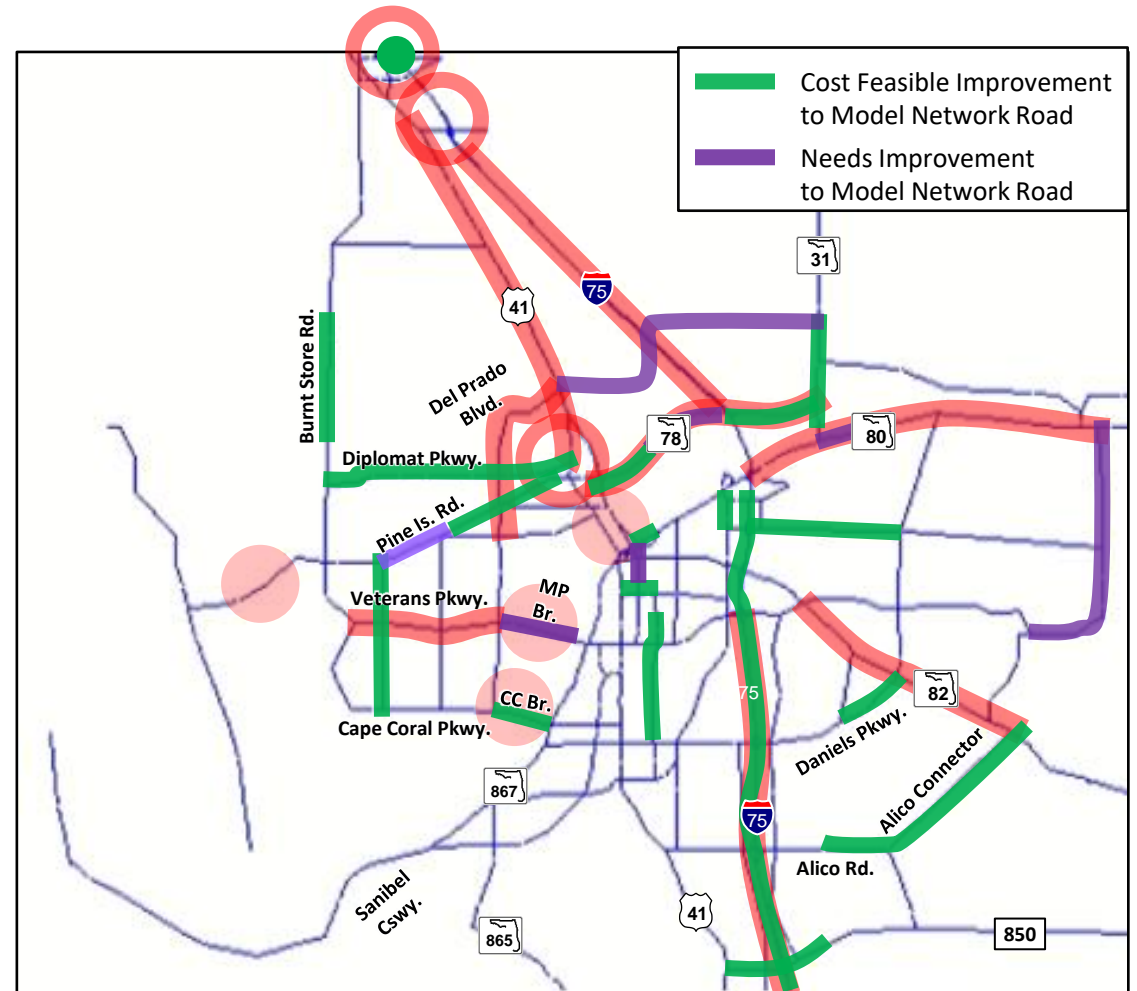 Cost Feasible Improvement
to Model Network Road
Needs Improvement
to Model Network Road
31
75
41
Burnt Store Rd.
Del Prado
Blvd.
78
80
Diplomat Pkwy.
Pine Is. Rd.
MP
Br.
Veterans Pkwy.
CC Br.
75
82
Cape Coral Pkwy.
Daniels Pkwy.
Alico Connector
867
75
Alico Rd.
Sanibel
Cswy.
41
865
850